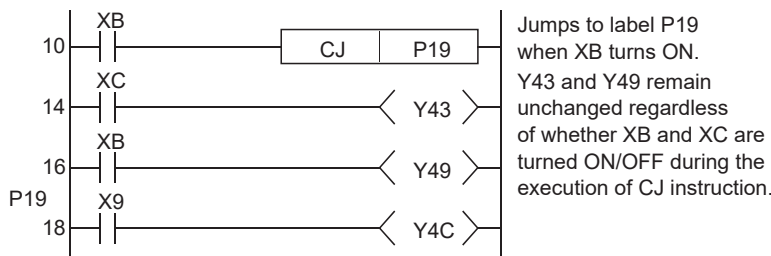 XB
10 CJ P19
XC
14 Y43
XB
16 Y49
P19 X9
18 Y4C
Jumps to label P19
when XB turns ON.
Y43 and Y49 remain
unchanged regardless
of whether XB and XC are
turned ON/OFF during the
execution of CJ instruction.